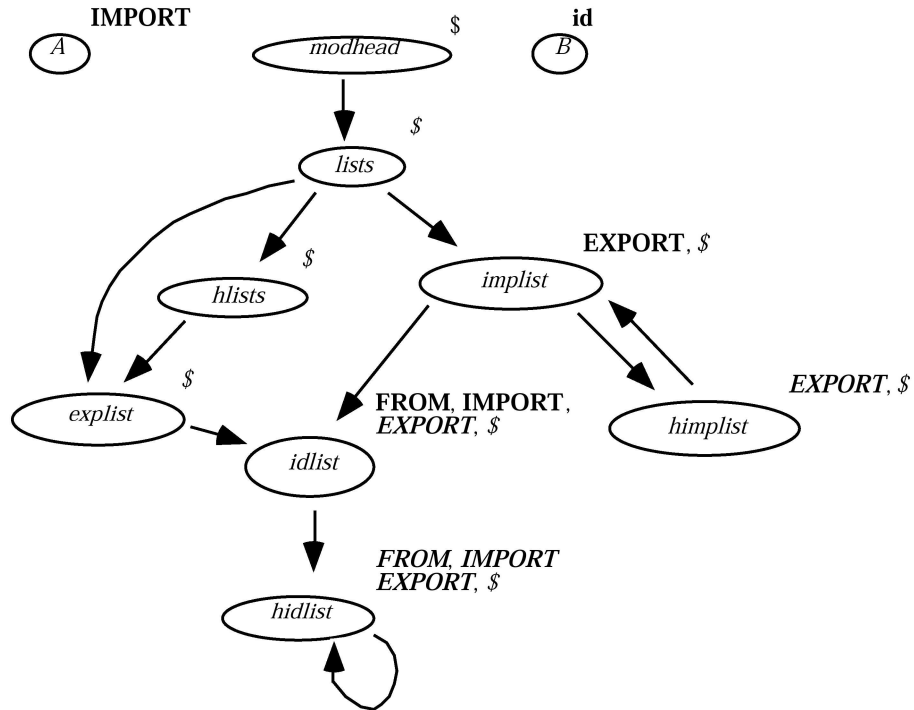 IMPORT
A
modhead
$
id
B
$
lists
EXPORT, $
$
hlists
implist
$
explist
FROM, IMPORT,
EXPORT, $
EXPORT, $
himplist
idlist
FROM, IMPORT
EXPORT, $
hidlist